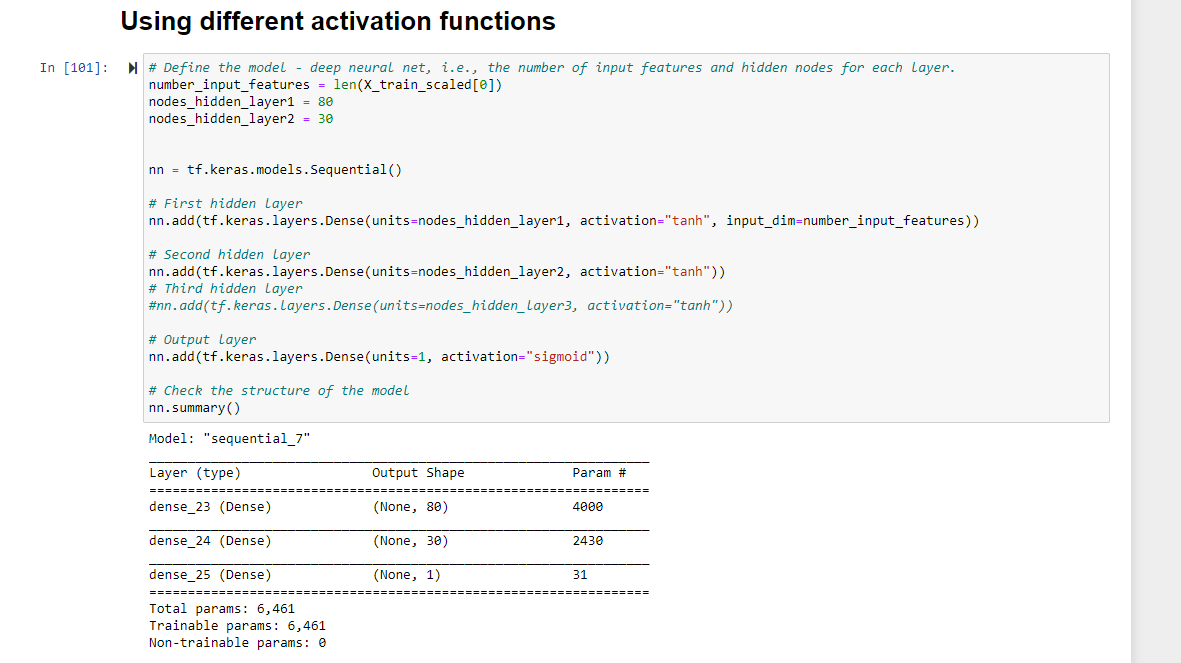 Using different activation functions
In [101]:
# Define the model - deep neural net, i.e., the number of input features and hidden nodes for each layer.
number_input_features = len(X_train_scaled[0])
nodes_hidden_layer1 = 80
nodes_hidden_layer2 = 30
nn = tf.keras.models.Sequential()
# First hidden layer
nn.add(tf.keras.layers.Dense(units=nodes_hidden_layer1, activation="tanh", input_dim=number_input_features))
# Second hidden layer
nn.add(tf.keras.layers.Dense(units=nodes_hidden_layer2, activation="tanh"))
# Third hidden layer
#nn.add(tf.keras.layers.Dense(units=nodes_hidden_layer3, activation="tanh"))
# Output layer
nn.add(tf.keras.layers.Dense(units=1, activation="sigmoid"))
# Check the structure of the model
nn.summary()
Model: "sequential_7"
_________________________________________________________________
Layer (type) Output Shape Param #
=================================================================
dense_23 (Dense) (None, 80) 4000
_________________________________________________________________
dense_24 (Dense) (None, 30) 2430
_________________________________________________________________
dense_25 (Dense) (None, 1) 31
=================================================================
Total params: 6,461
Trainable params: 6,461
Non-trainable params: 0